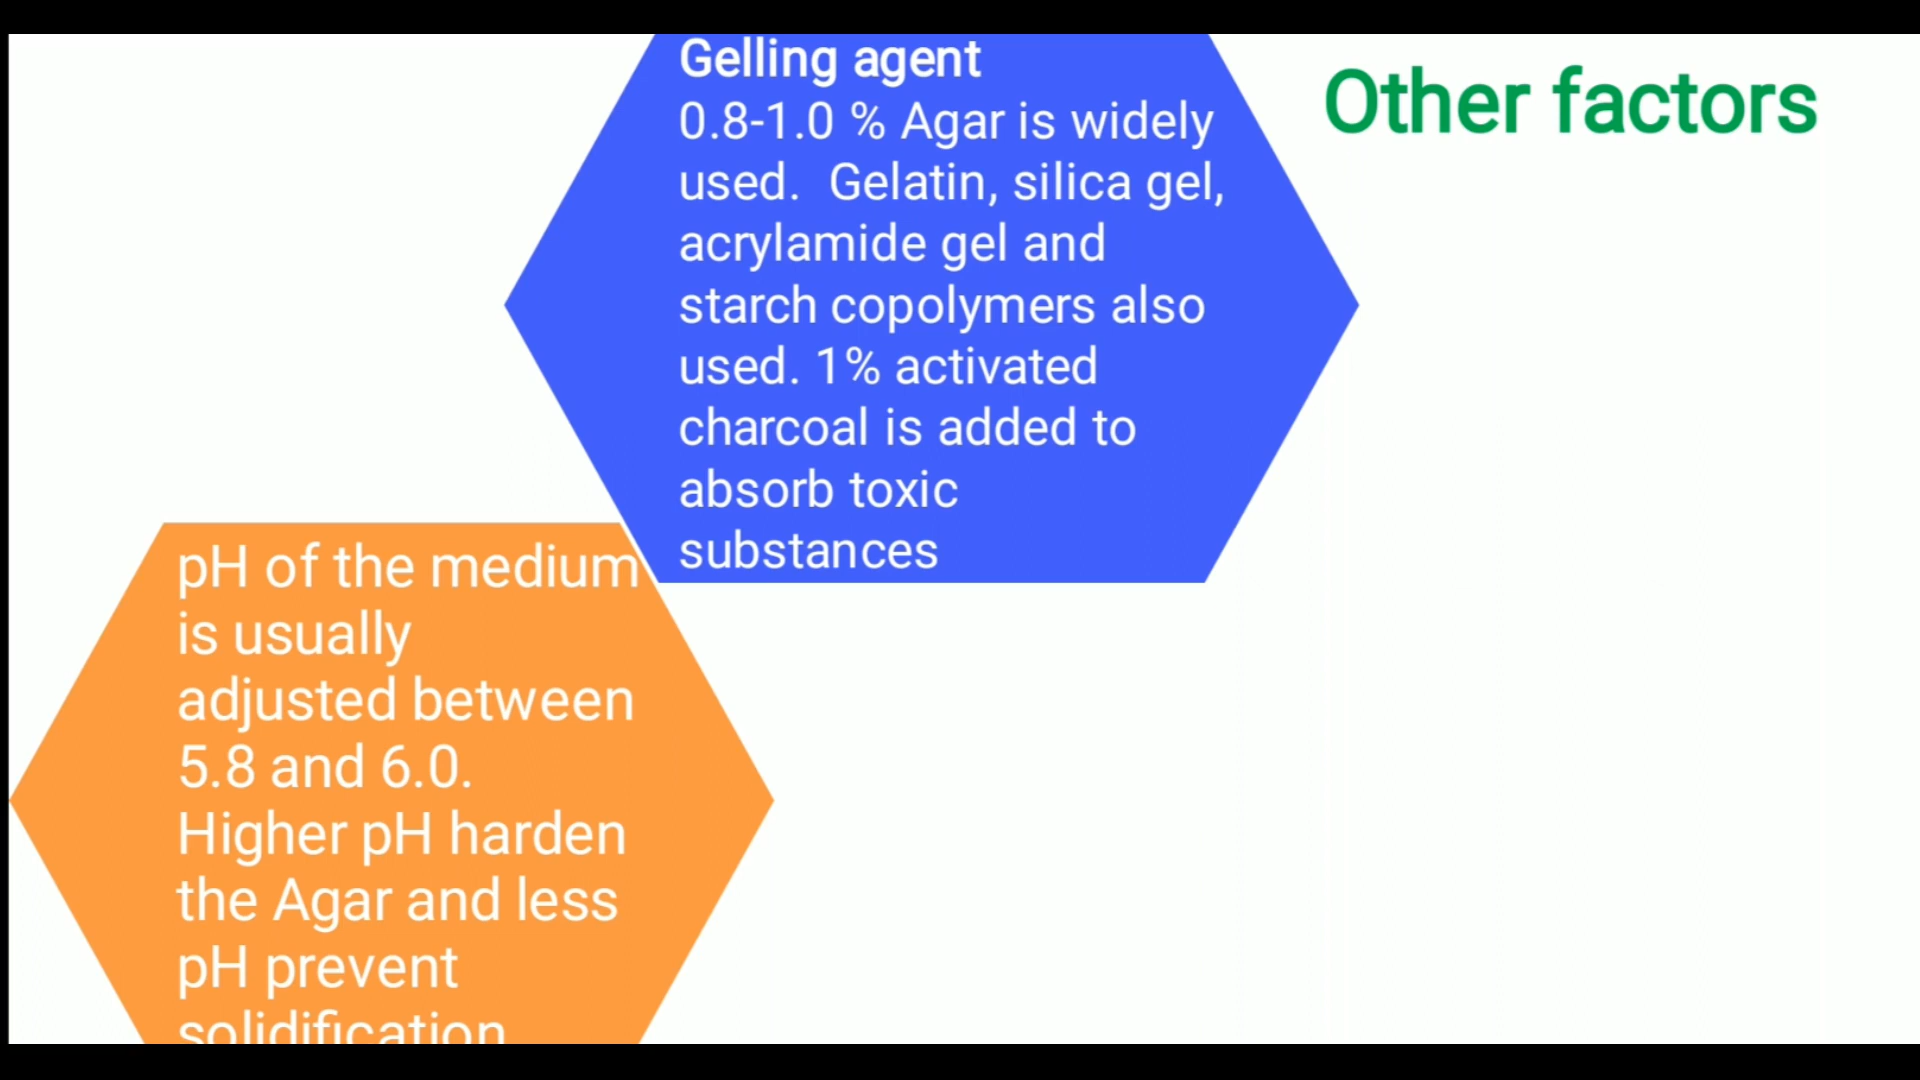 Other factors
Gelling agent
0.8-1.0 % Agar is widely
used. Gelatin, silica gel,
acrylamide gel and
starch copolymers also
used. 1% activated
charcoal is added to
absorb toxic
substances
pH of the medium
is usually
adjusted between
5.8 and 6.0.
Higher pH harden
the Agar and less
pH prevent
solidification